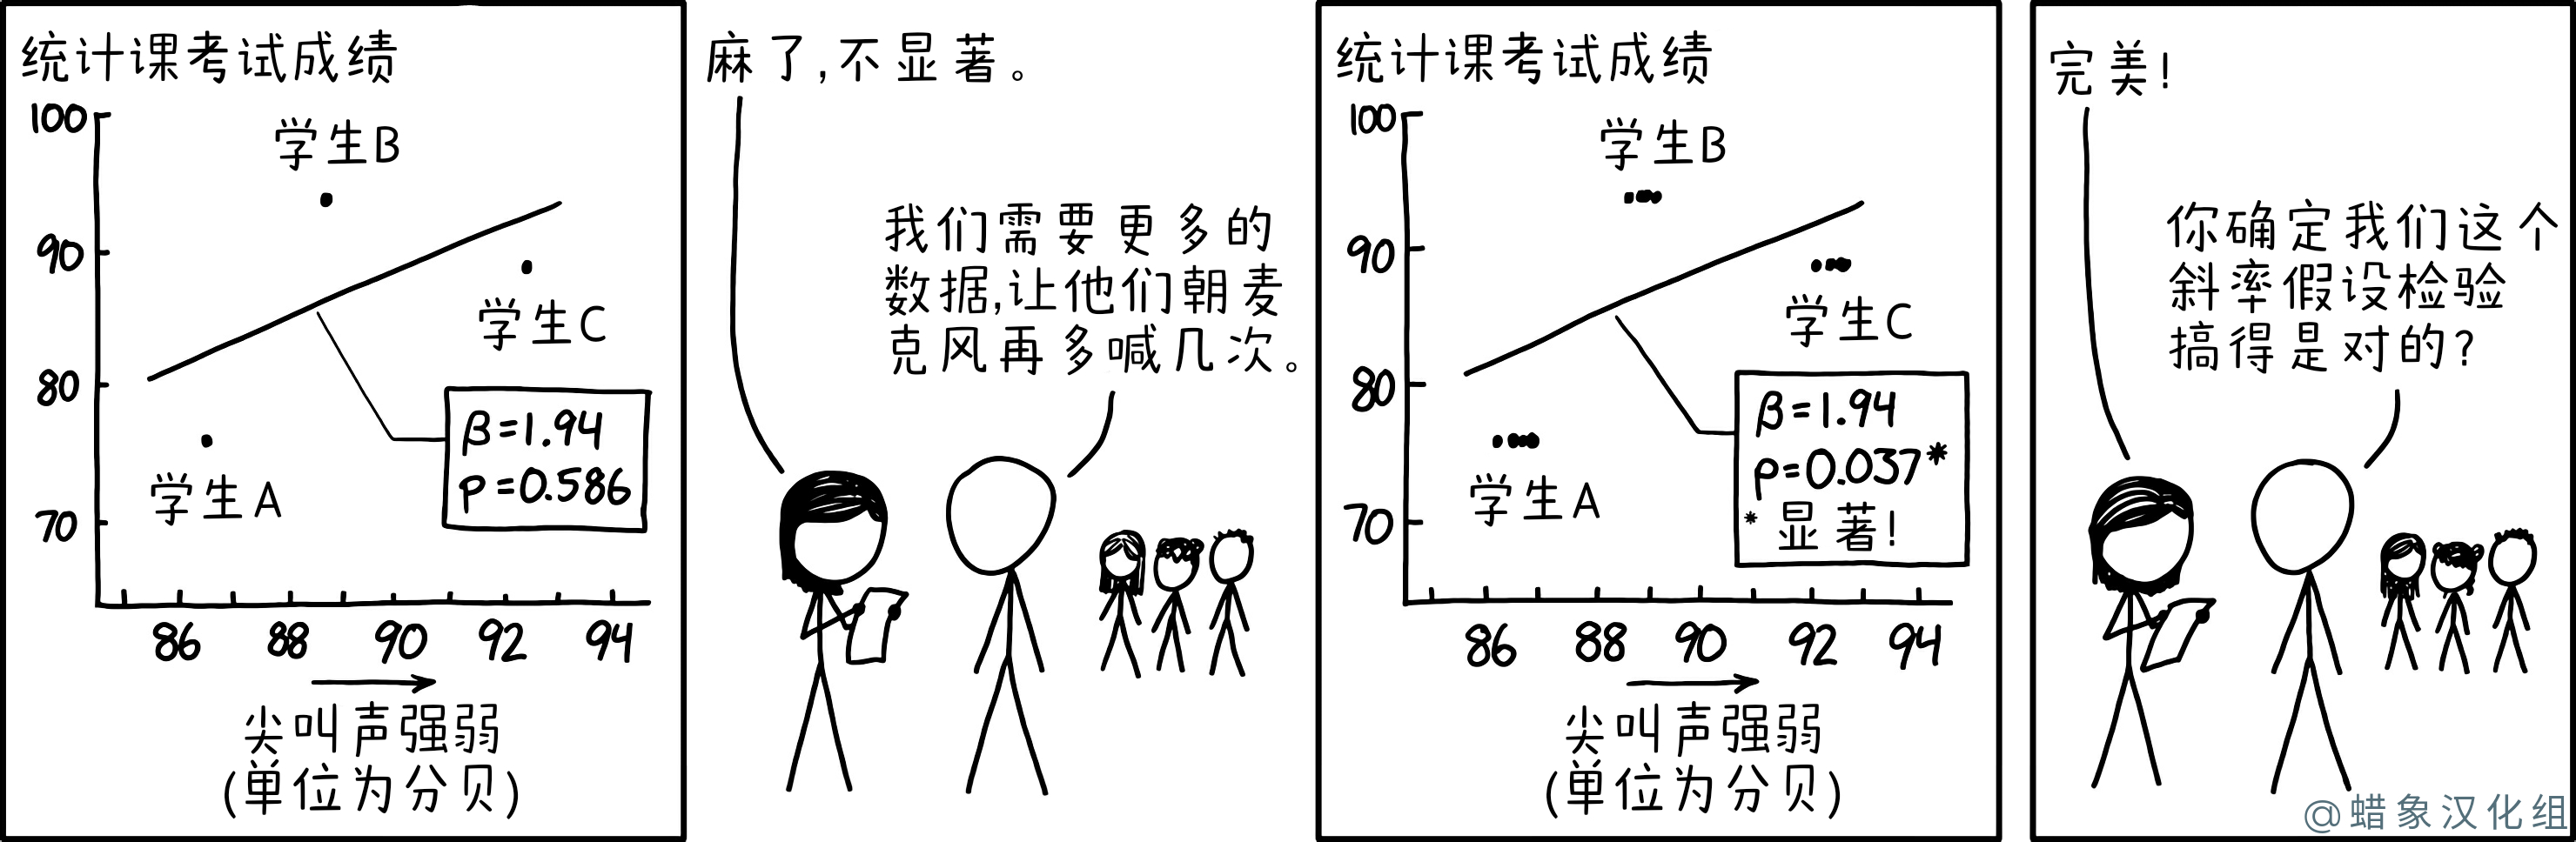 统计课考试成绩
100
90
80
70
学生B
学生C
学生A
β=1.94
p=0.586
86 88 90 92 94
尖叫声强弱
(单位为分贝)
麻了,不显著。
我们需要更多的
数据,让他们朝麦
克风再多喊几次。
统计课考试成绩
100
90
80
70
学生B
学生C
学生A
β=1.94
p=0.037*
*显著!
86 88 90 92 94
尖叫声强弱
(单位为分贝)
完美!
你确定我们这个
斜率假设检验
搞得是对的?
@蜡象汉化组